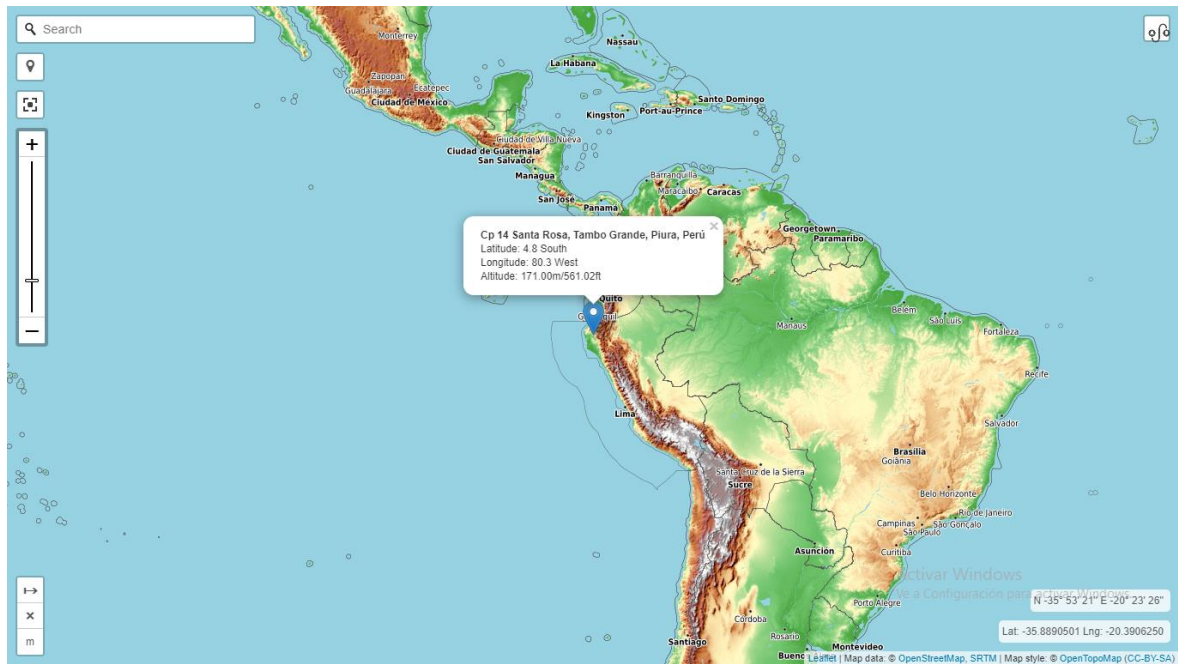 Search
Monterrey
Nassau
La Habana
Zapopan
Guadalajara
Ecatepec
Ciudad de México
Santo Domingo
Port-au-Prince
Kingston
Ciudad de Villa Nueva
Ciudad de Guatemala
San Salvador
Managua
Barranquilla
Maracaibo
Caracas
San José
Panamá
Georgetown
Paramaribo
Cp 14 Santa Rosa, Tambo Grande, Piura, Perú
Latitude: 4.8 South
Longitude: 80.3 West
Altitude: 171.00m/561.02ft
×
Quito
Manaus
Belém
São Luís
Fortaleza
Recife
Lima
Salvador
Brasília
Goiânia
Santa Cruz de la Sierra
Sucre
Belo Horizonte
Rio de Janeiro
Campinas
São Gonçalo
São Paulo
Asunción
Curitiba
Activar Windows
Ve a Configuración para activar Windows.
N -35° 53' 21" E -20° 23' 26"
Porto Alegre
Córdoba
Lat: -35.8890501 Lng: -20.3906250
Rosario
Santiago
Montevideo
m
Leaflet | Map data: © OpenStreetMap, SRTM | Map style: © OpenTopoMap (CC-BY-SA)